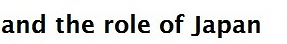 and the role of Japan